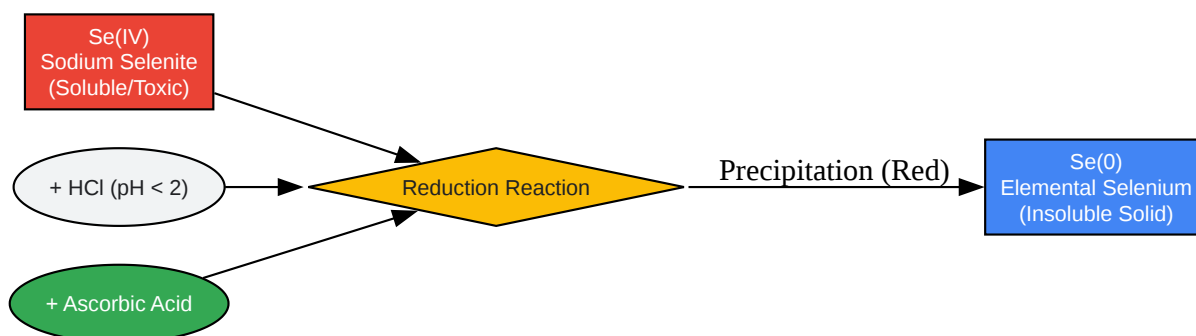 Se(IV)
Sodium Selenite
(Soluble/Toxic)
+ HCl (pH < 2)
+ Ascorbic Acid
Reduction Reaction
Precipitation (Red)
Se(0)
Elemental Selenium
(Insoluble Solid)